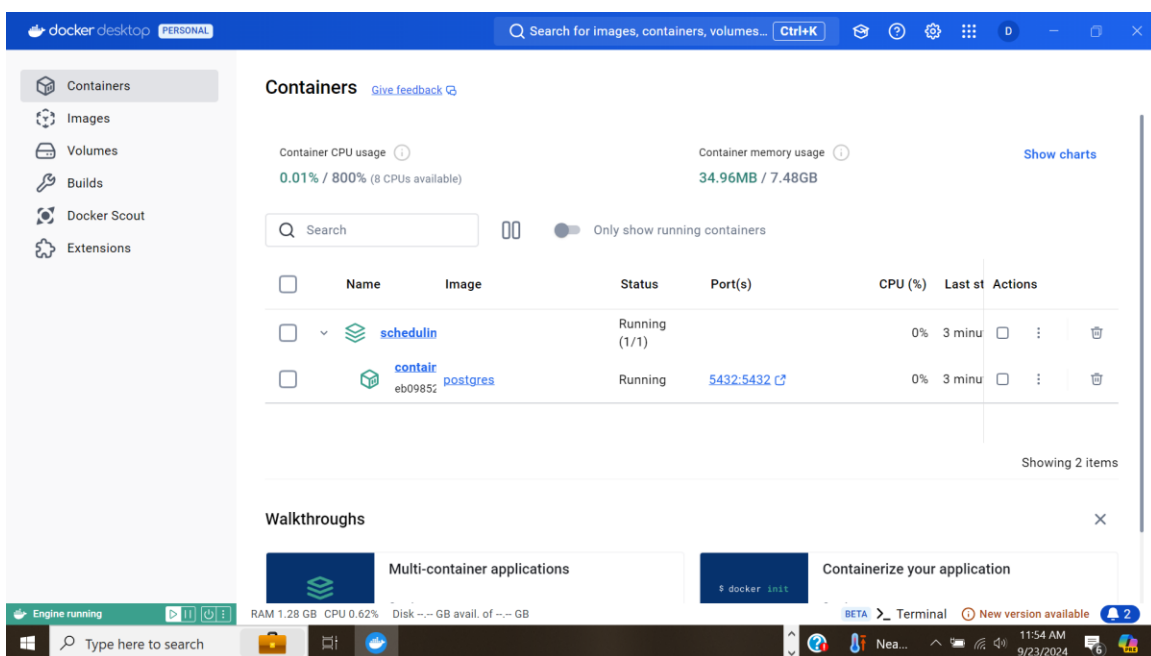 docker desktop PERSONAL
Search for images, containers, volumes... Ctrl+K
D
Containers
Images
Volumes
Builds
Docker Scout
Extensions
Containers Give feedback
Container CPU usage
0.01% / 800% (8 CPUs available)
Container memory usage
34.96MB / 7.48GB
Show charts
Search
Only show running containers
Name Image Status Port(s) CPU (%) Last st Actions
schedulin Running (1/1) 0% 3 minu
contair
eb09852
postgres Running 5432:5432 0% 3 minu
Showing 2 items
Walkthroughs
Multi-container applications
$ docker init
Containerize your application
Engine running
RAM 1.28 GB CPU 0.62% Disk --.-- GB avail. of --.-- GB
BETA Terminal New version available 2
Type here to search
Nea...
11:54 AM
9/23/2024
6
PRE